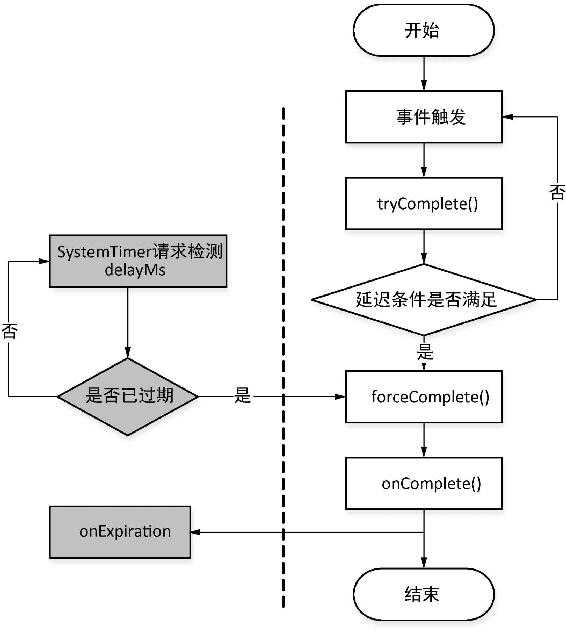 开始
事件触发
tryComplete()
否
SystemTimer请求检测
delayMs
延迟条件是否满足
否
是
是否已过期
是
forceComplete()
onComplete()
onExpiration
结束